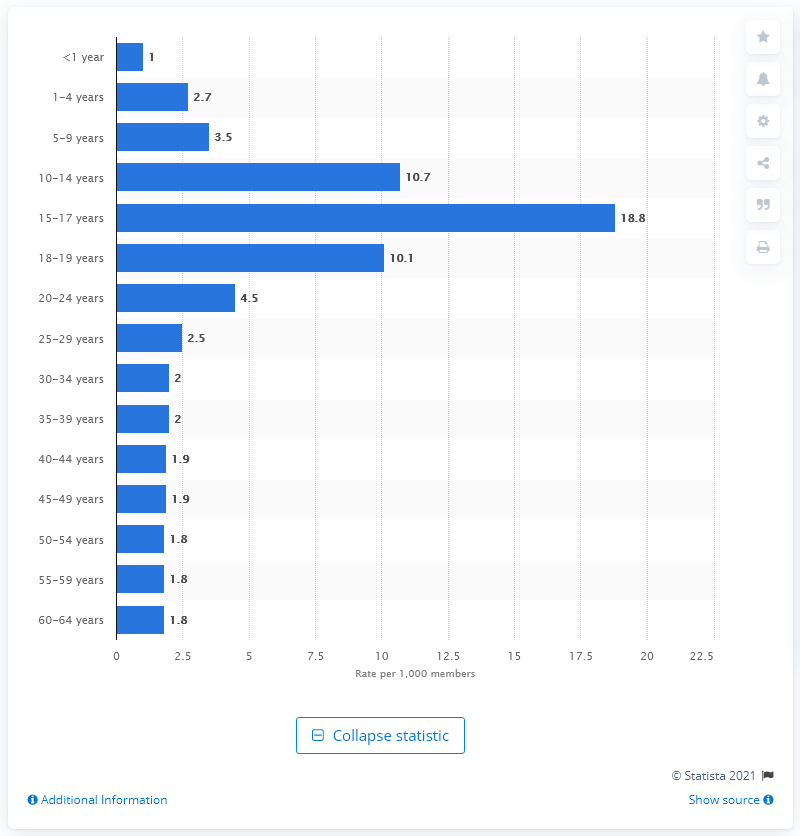 <1 year 1
1-4 years 2.7
5-9 years 3.5
10-14 years 10.7
15-17 years 18.8
18-19 years 10.1
20-24 years 4.5
25-29 years 2.5
30-34 years 2
35-39 years 2
40-44 years 1.9
45-49 years 1.9
50-54 years 1.8
55-59 years 1.8
60-64 years 1.8
0 2.5 5 7.5 10 12.5 15 17.5 20 22.5
Rate per 1,000 members
Collapse statistic
© Statista 2021
Additional Information Show source